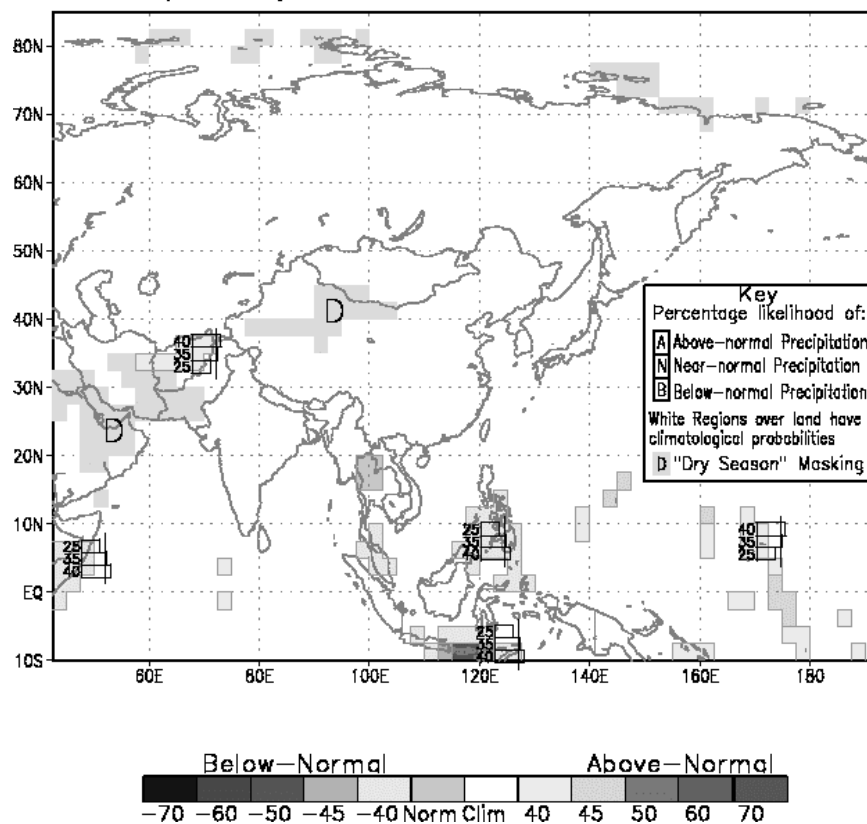 80N
70N
60N
50N
40N
30N
20N
10N
EQ
10S
60E
80E
100E
120E
140E
160E
180
40
35
25
D
D
25
35
40
25
35
40
25
35
40
40
35
25
Key
Percentage likelihood of:
A Above-normal Precipitation
N Near-normal Precipitation
B Below-normal Precipitation
White Regions over land have
climatological probabilities
D "Dry Season" Masking
Below-Normal Above-Normal
-70 -60 -50 -45 -40 Norm Clim 40 45 50 60 70